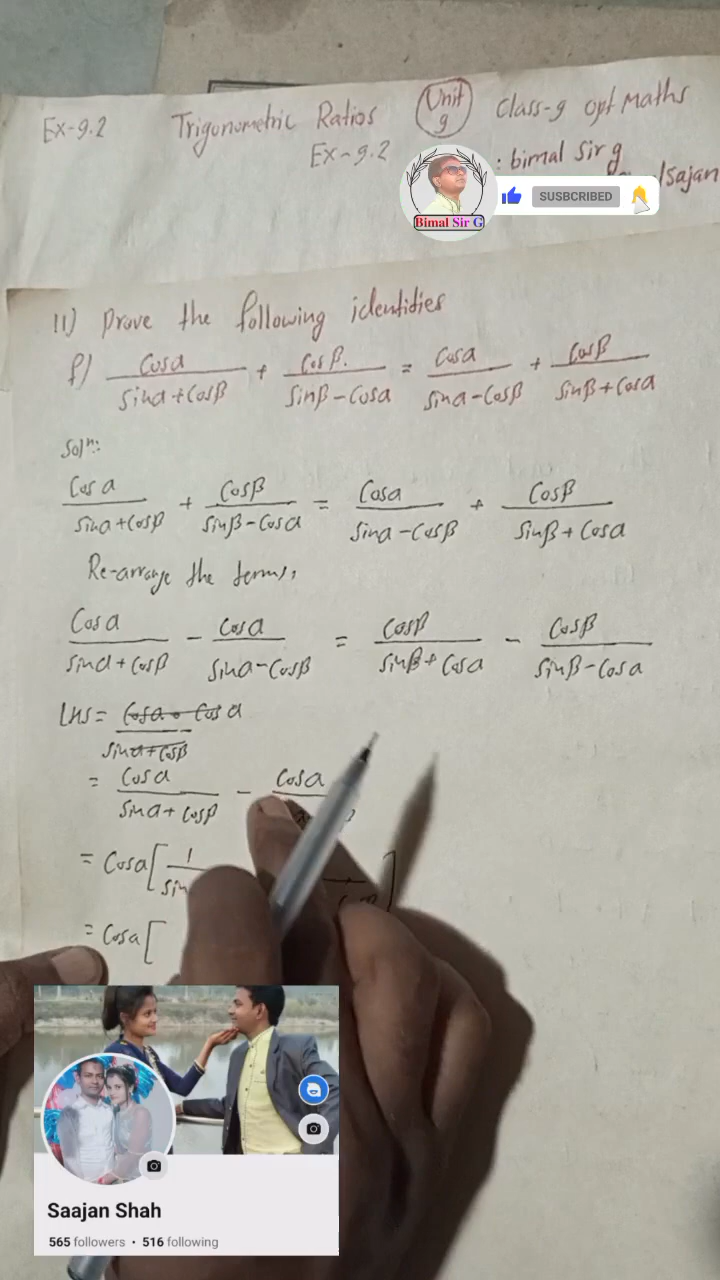 Ex-9.2 Trigonometric Ratios Unit 9 Class-9 opt Maths
Ex-9.2 : bimal sir g
SUSBCRIBED
Bimal Sir G
11) Prove the following identities
f) Cosα/(Sinα+Cosβ) + Cosβ/(Sinβ-Cosα) = Cosα/(Sinα-Cosβ) + Cosβ/(Sinβ+Cosα)
Solⁿ:
Cosα/(Sinα+Cosβ) + Cosβ/(Sinβ-Cosα) = Cosα/(Sinα-Cosβ) + Cosβ/(Sinβ+Cosα)
Re-arrange the terms,
Cosα/(Sinα+Cosβ) - Cosα/(Sinα-Cosβ) = Cosβ/(Sinβ+Cosα) - Cosβ/(Sinβ-Cosα)
LHS =
= Cosα/(Sinα+Cosβ) - Cosα
= Cosα[1/Sin ]
= Cosα[
Saajan Shah
565 followers • 516 following